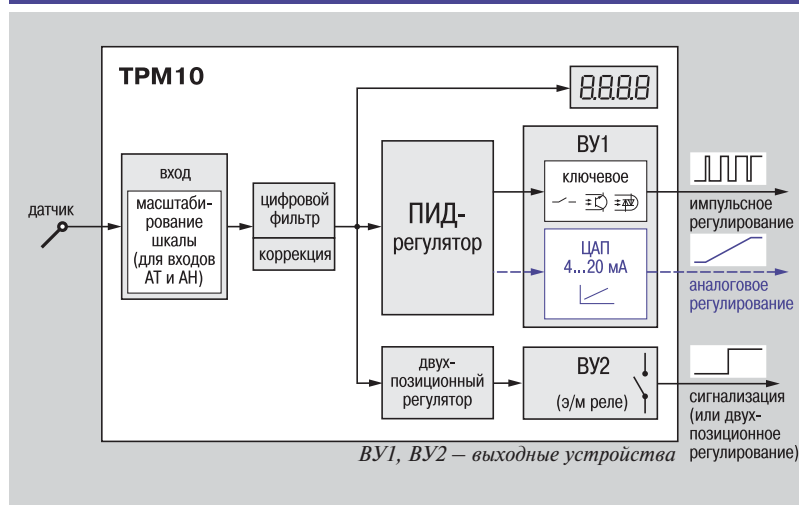 ТРМ10
8.8.8.8
датчик
вход
масштаби-
рование
шкалы
(для входов
АТ и АН)
цифровой
фильтр
коррекция
ПИД-
регулятор
ВУ1
ключевое
ЦАП
4...20 мА
импульсное
регулирование
аналоговое
регулирование
двух-
позиционный
регулятор
ВУ2
(э/м реле)
сигнализация
(или двух-
позиционное
регулирование)
ВУ1, ВУ2 – выходные устройства